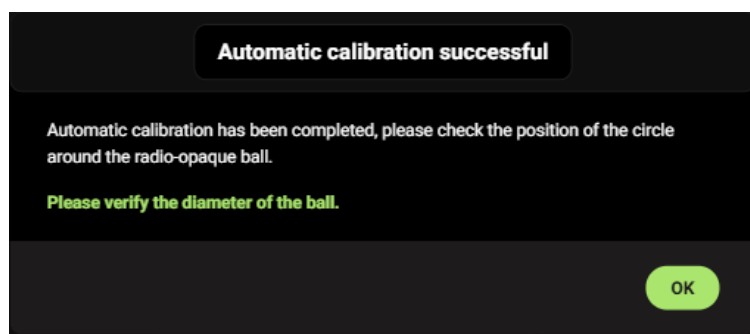 Automatic calibration successful
Automatic calibration has been completed, please check the position of the circle
around the radio-opaque ball.
Please verify the diameter of the ball.
OK